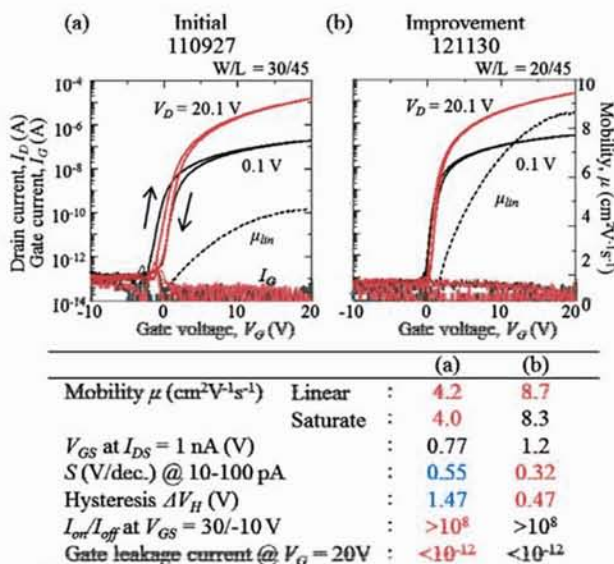 (a) Initial
110927
(b) Improvement
121130
W/L = 30/45
W/L = 20/45
Drain current, I_D (A)
Gate current, I_G (A)
10^-4
10^-6
10^-8
10^-10
10^-12
10^-14
V_D = 20.1 V
0.1 V
μ_lin
I_G
-10 0 10 20
Gate voltage, V_G (V)
V_D = 20.1 V
0.1 V
μ_lin
-10 0 10 20
Gate voltage, V_G (V)
10
8
6
4
2
0
Mobility, μ (cm²V⁻¹s⁻¹)
(a) (b)
Mobility μ (cm²V⁻¹s⁻¹) Linear : 4.2 8.7
Saturate : 4.0 8.3
V_GS at I_DS = 1 nA (V) : 0.77 1.2
S (V/dec.) @ 10-100 pA : 0.55 0.32
Hysteresis ΔV_H (V) : 1.47 0.47
I_on/I_off at V_GS = 30/-10 V : >10^8 >10^8
Gate leakage current @ V_G = 20V : <10^-12 <10^-12